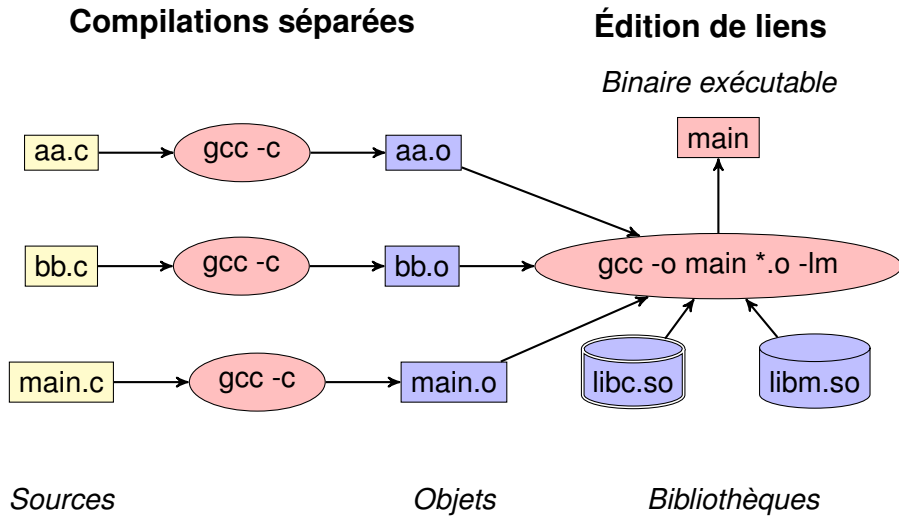 Compilations séparées
Édition de liens
Binaire exécutable
aa.c
gcc -c
aa.o
main
bb.c
gcc -c
bb.o
gcc -o main *.o -lm
main.c
gcc -c
main.o
libc.so
libm.so
Sources
Objets
Bibliothèques